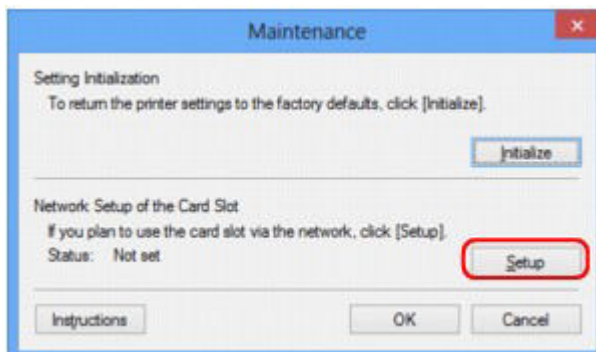 Maintenance
Setting Initialization
To return the printer settings to the factory defaults, click [Initialize].
Initialize
Network Setup of the Card Slot
If you plan to use the card slot via the network, click [Setup].
Status: Not set
Setup
Instructions OK Cancel